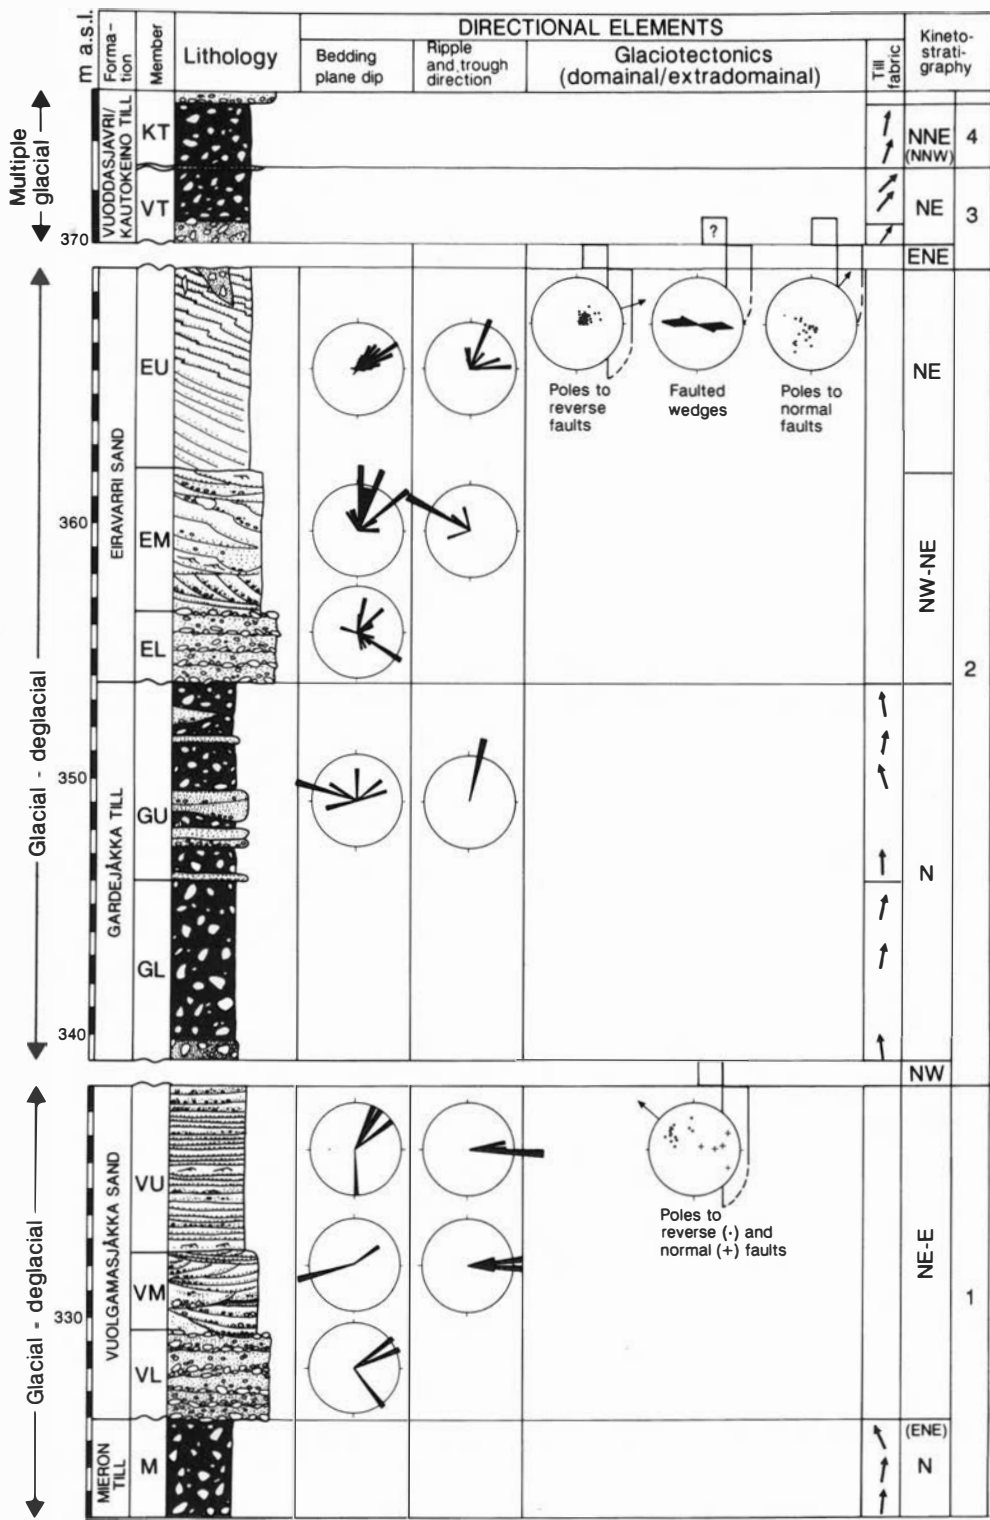 m a.s.l.
Forma-
tion
Member
Lithology
DIRECTIONAL ELEMENTS
Bedding
plane dip
Ripple
and trough
direction
Glaciotectonics
(domainal/extradomainal)
Till
fabric
Kineto-
strati-
graphy
Multiple
glacial
VUODDASJAVRI/
KAUTOKEINO TILL
KT
NNE
(NNW)
4
VT
NE
3
370
?
ENE
Glacial - deglacial
EIRAVARRI SAND
EU
Poles to
reverse
faults
Faulted
wedges
Poles to
normal
faults
NE
360
EM
NW-NE
EL
2
350
GARDEJÅKKA TILL
GU
N
GL
340
NW
Glacial - deglacial
VUOLGAMASJÅKKA SAND
VU
Poles to
reverse (·) and
normal (+) faults
NE-E
VM
330
1
VL
MIERON
TILL
M
(ENE)
N